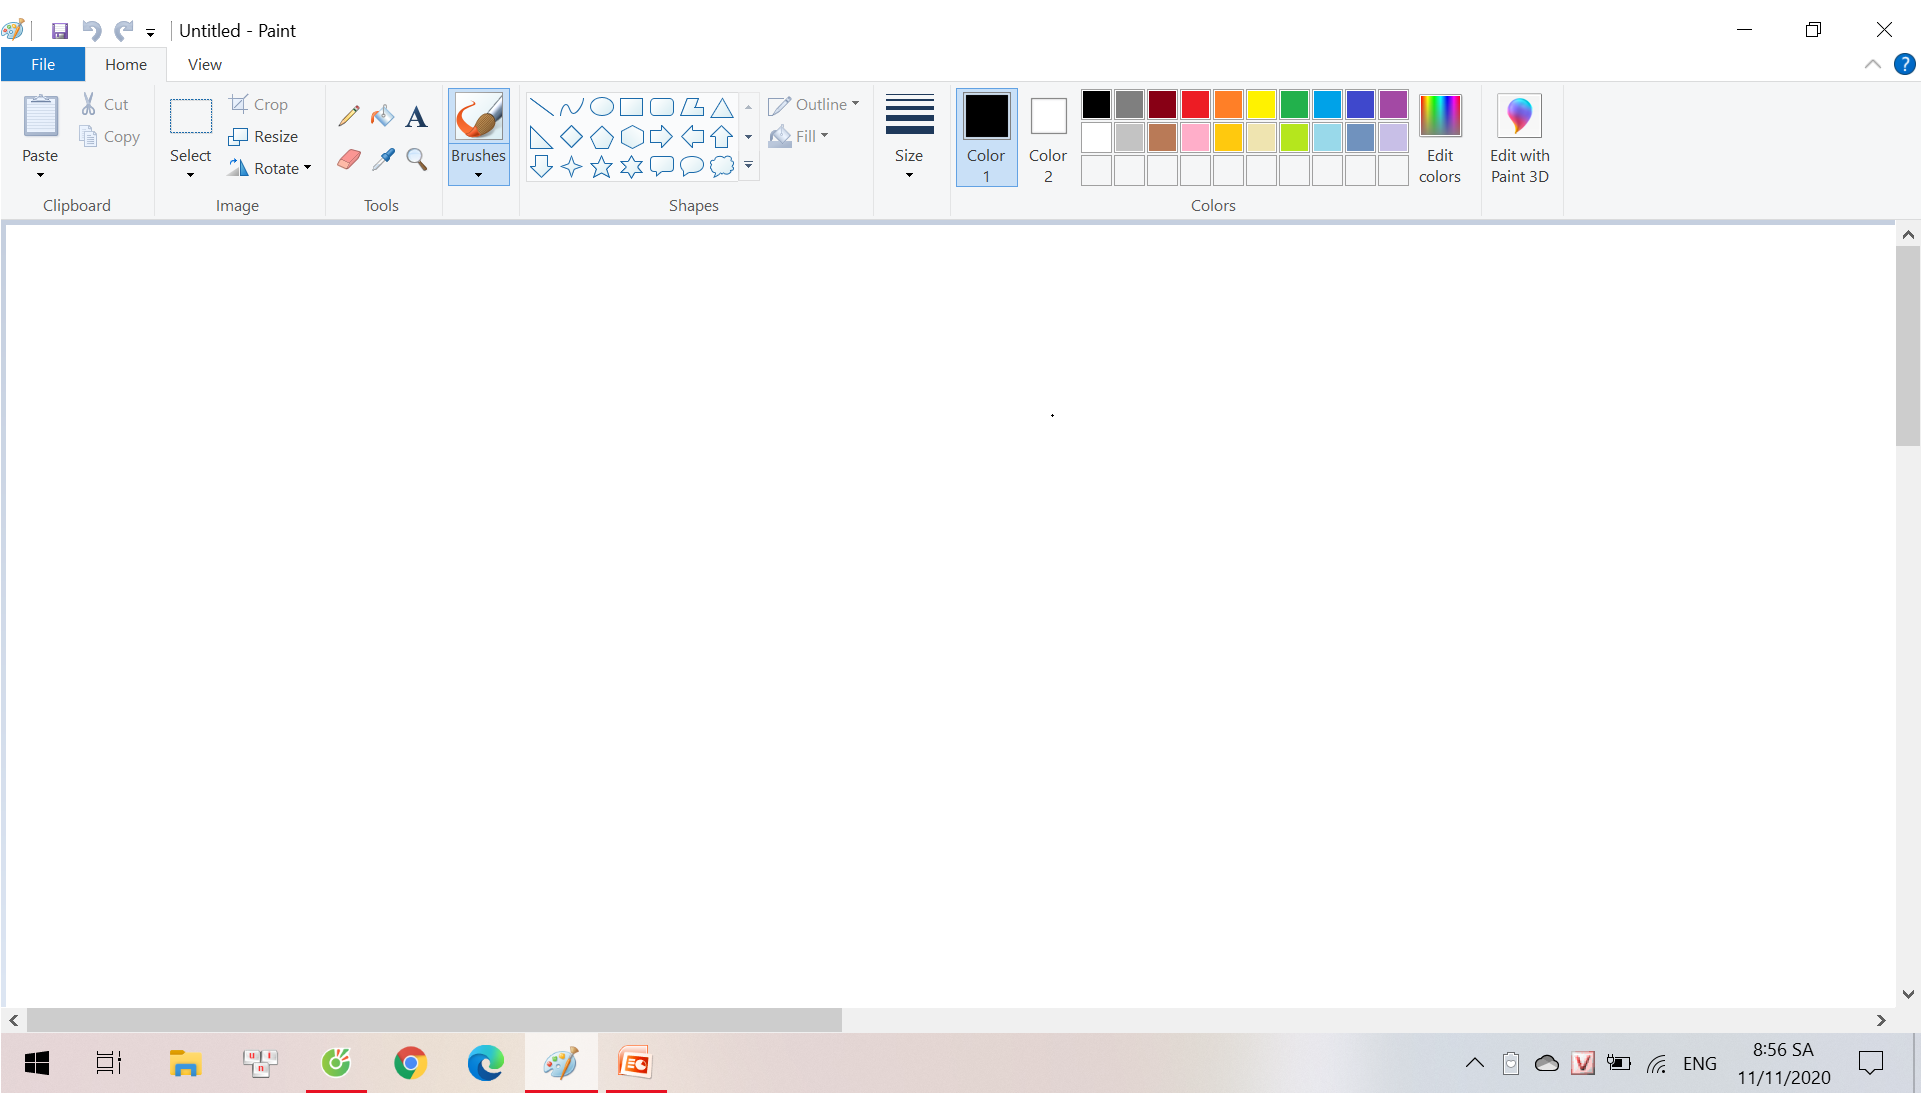 Untitled - Paint
File Home View
Paste
Cut
Copy
Clipboard
Select
Crop
Resize
Rotate
Image
A
Tools
Brushes
Shapes
Outline
Fill
Size
Color
1
Color
2
Colors
Edit
colors
Edit with
Paint 3D
?
u i
n
V
ENG
8:56 SA
11/11/2020